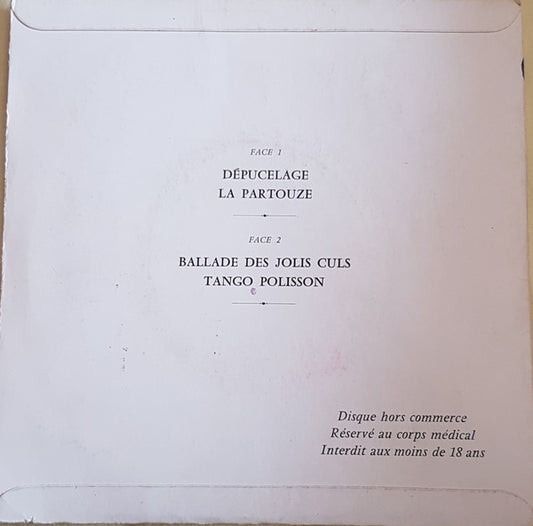 FACE 1
DÉPUCELAGE
LA PARTOUZE
FACE 2
BALLADE DES JOLIS CULS
TANGO POLISSON
Disque hors commerce
Réservé au corps médical
Interdit aux moins de 18 ans